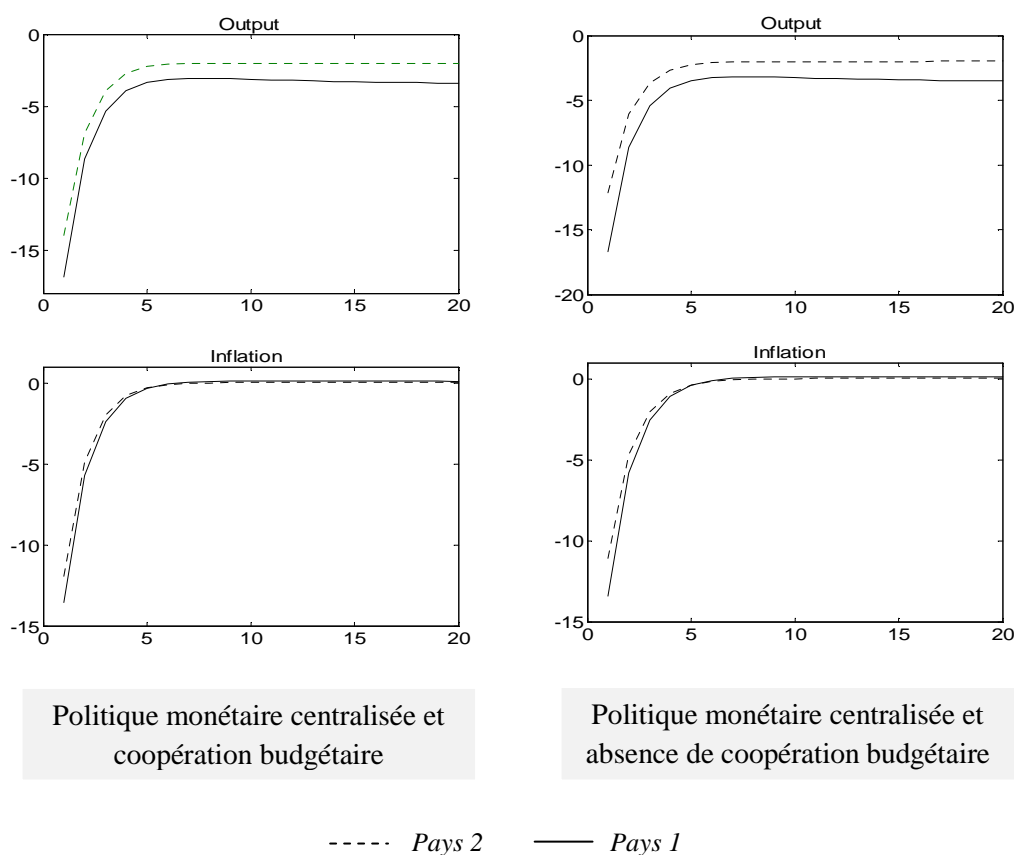 Output
0
-5
-10
-15
0 5 10 15 20
Output
0
-5
-10
-15
-20
0 5 10 15 20
Inflation
0
-5
-10
-15
0 5 10 15 20
Inflation
0
-5
-10
-15
0 5 10 15 20
Politique monétaire centralisée et
coopération budgétaire
Politique monétaire centralisée et
absence de coopération budgétaire
Pays 2
Pays 1